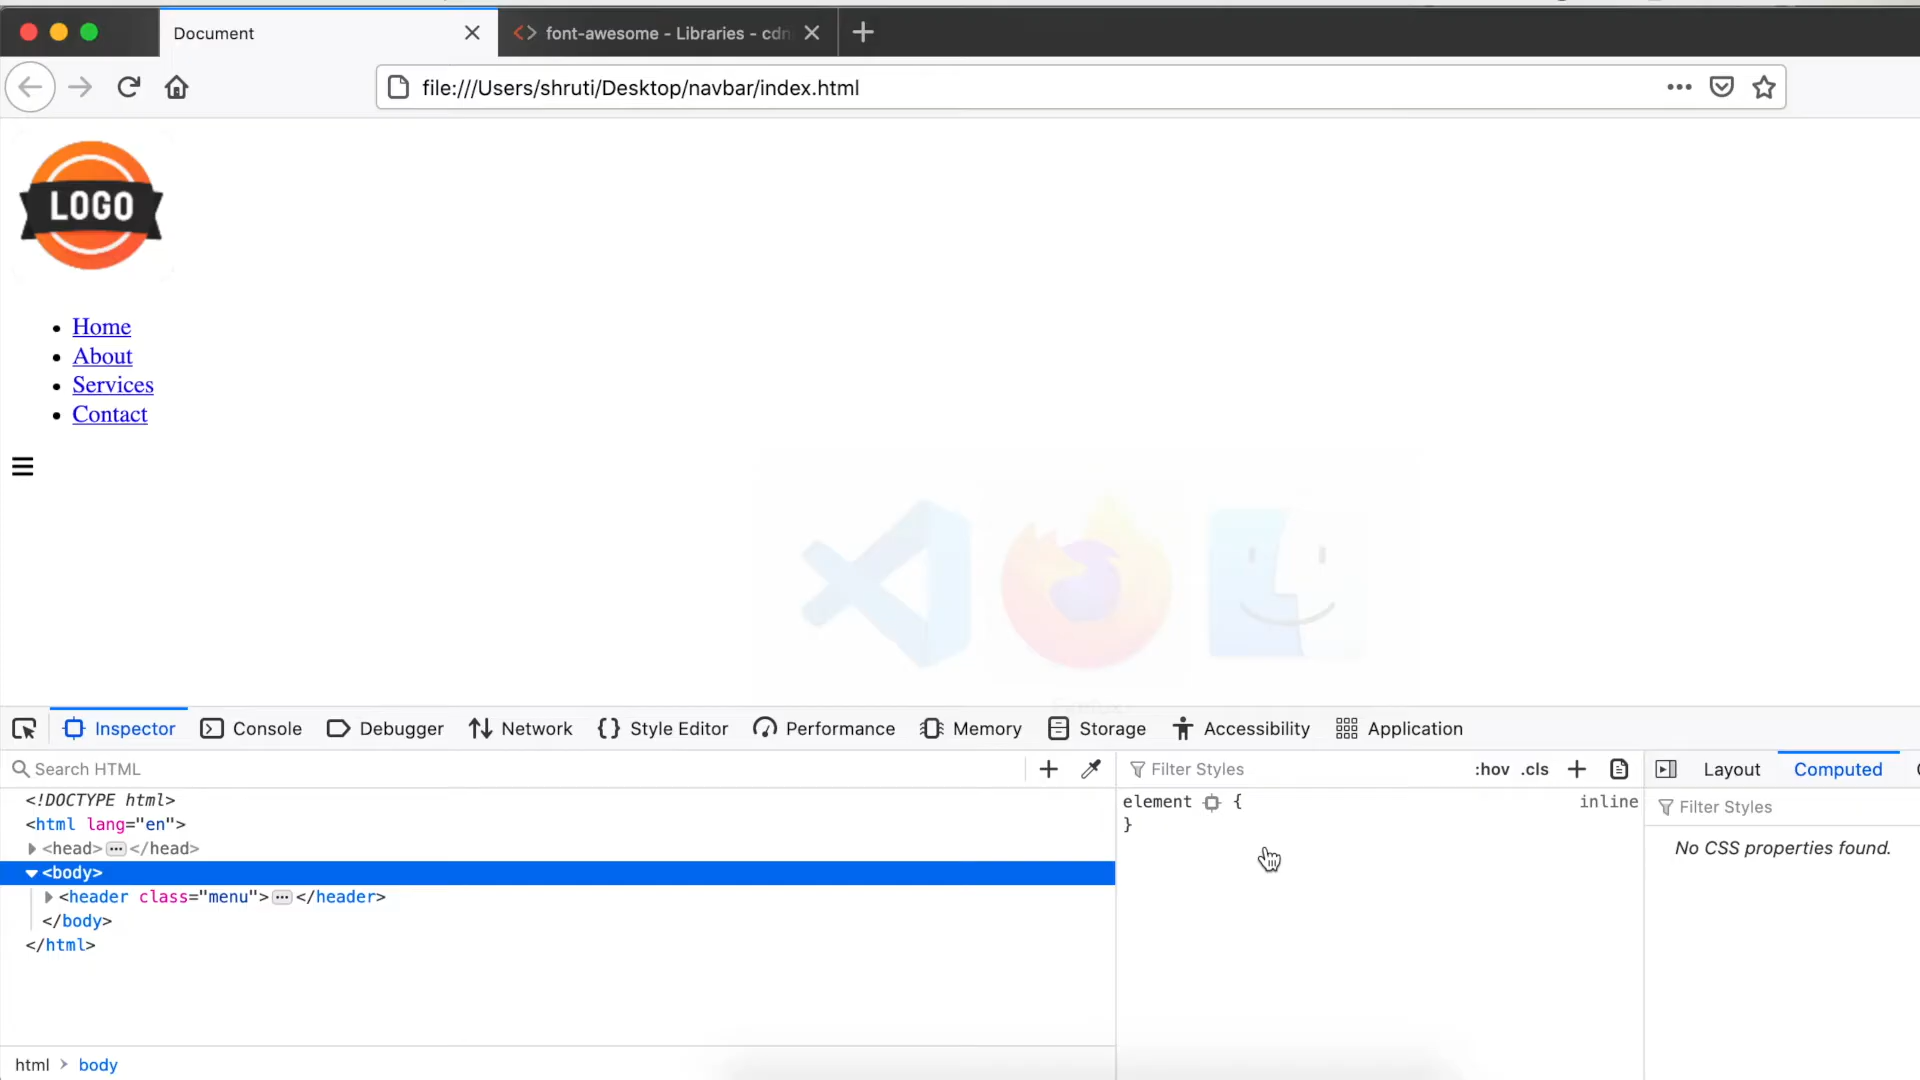 Document
font-awesome - Libraries - cdn
file:///Users/shruti/Desktop/navbar/index.html
LOGO
Home
About
Services
Contact
Inspector Console Debugger Network Style Editor Performance Memory Storage Accessibility Application
Search HTML
Filter Styles :hov .cls
Layout Computed
<!DOCTYPE html>
<html lang="en">
<head> </head>
<body>
<header class="menu"> </header>
</body>
</html>
element { inline
}
Filter Styles
No CSS properties found.
html > body